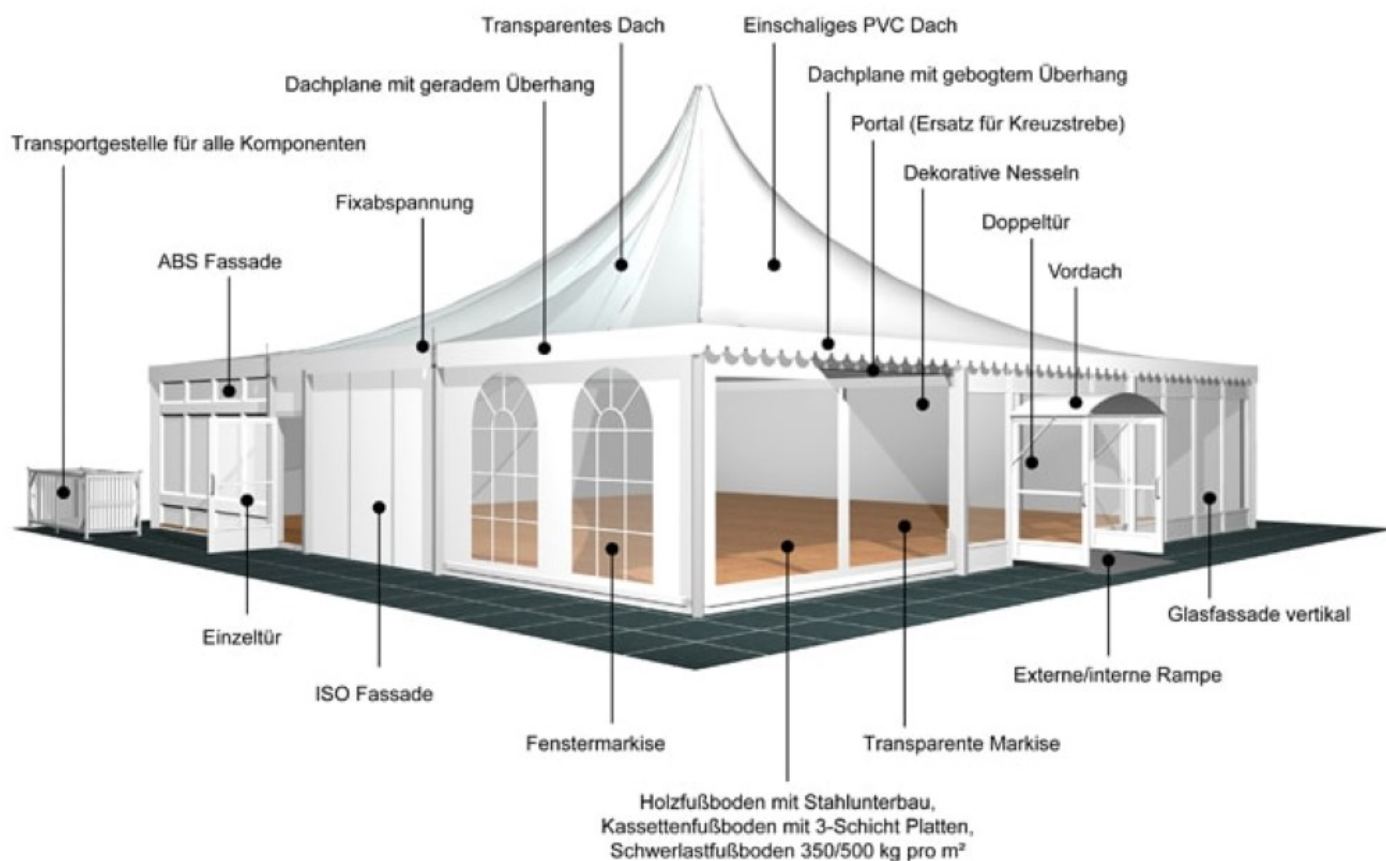 Transparentes Dach
Einschaliges PVC Dach
Dachplane mit geradem Überhang
Dachplane mit gebogtem Überhang
Transportgestelle für alle Komponenten
Portal (Ersatz für Kreuzstrebe)
Dekorative Nesseln
Fixabspannung
Doppeltür
ABS Fassade
Vordach
Einzeltür
Glasfassade vertikal
ISO Fassade
Externe/interne Rampe
Fenstermarkise
Transparente Markise
Holzfußboden mit Stahlunterbau,
Kassettenfußboden mit 3-Schicht Platten,
Schwerlastfußboden 350/500 kg pro m²